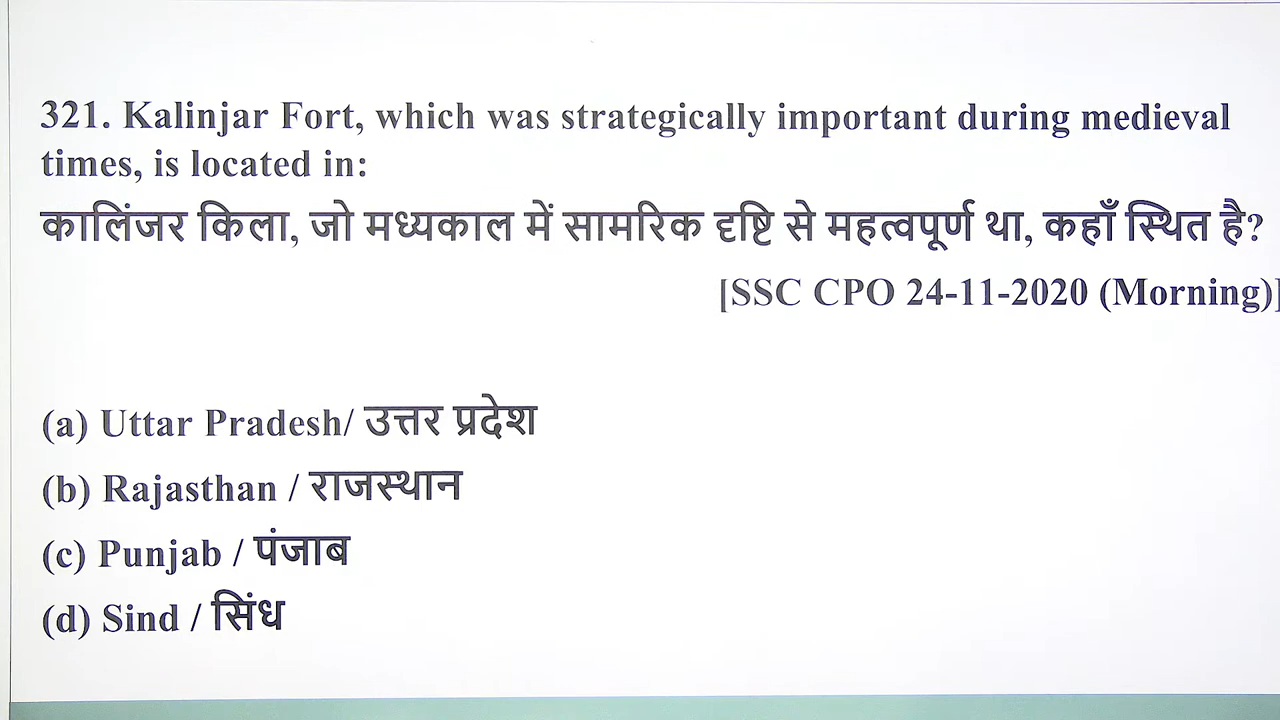 321. Kalinjar Fort, which was strategically important during medieval
times, is located in:
कालिंजर किला, जो मध्यकाल में सामरिक दृष्टि से महत्वपूर्ण था, कहाँ स्थित है?
[SSC CPO 24-11-2020 (Morning)]
(a) Uttar Pradesh/ उत्तर प्रदेश
(b) Rajasthan / राजस्थान
(c) Punjab / पंजाब
(d) Sind / सिंध